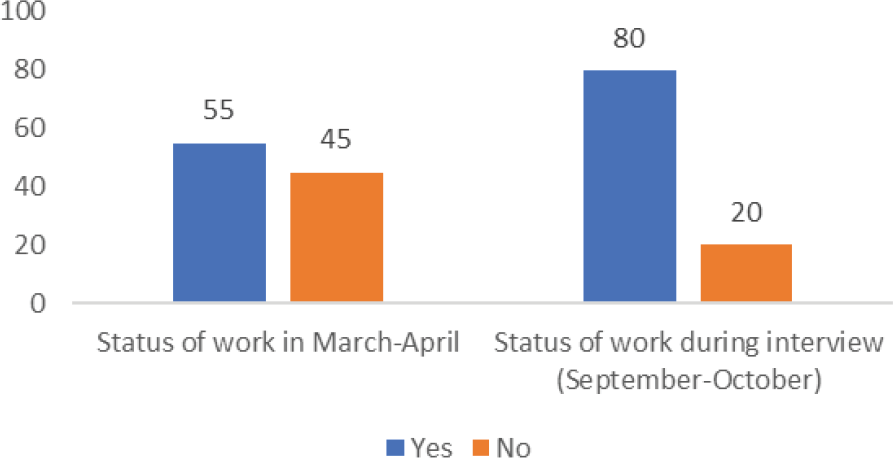 100
80
60
40
20
0
55
45
80
20
Status of work in March-April
Status of work during interview
(September-October)
Yes No